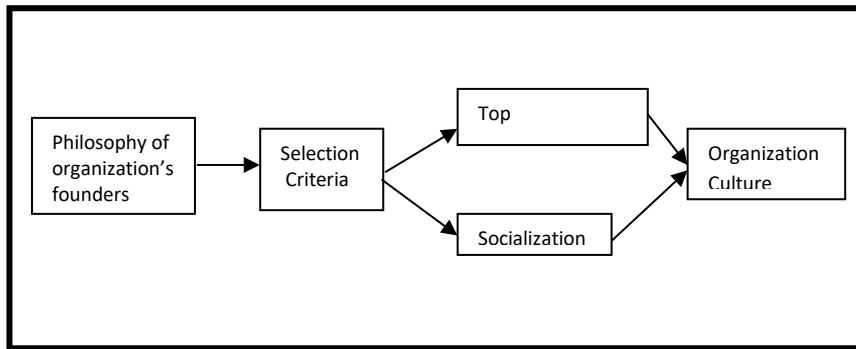 Philosophy of
organization’s
founders
Selection
Criteria
Top
Socialization
Organization
Culture